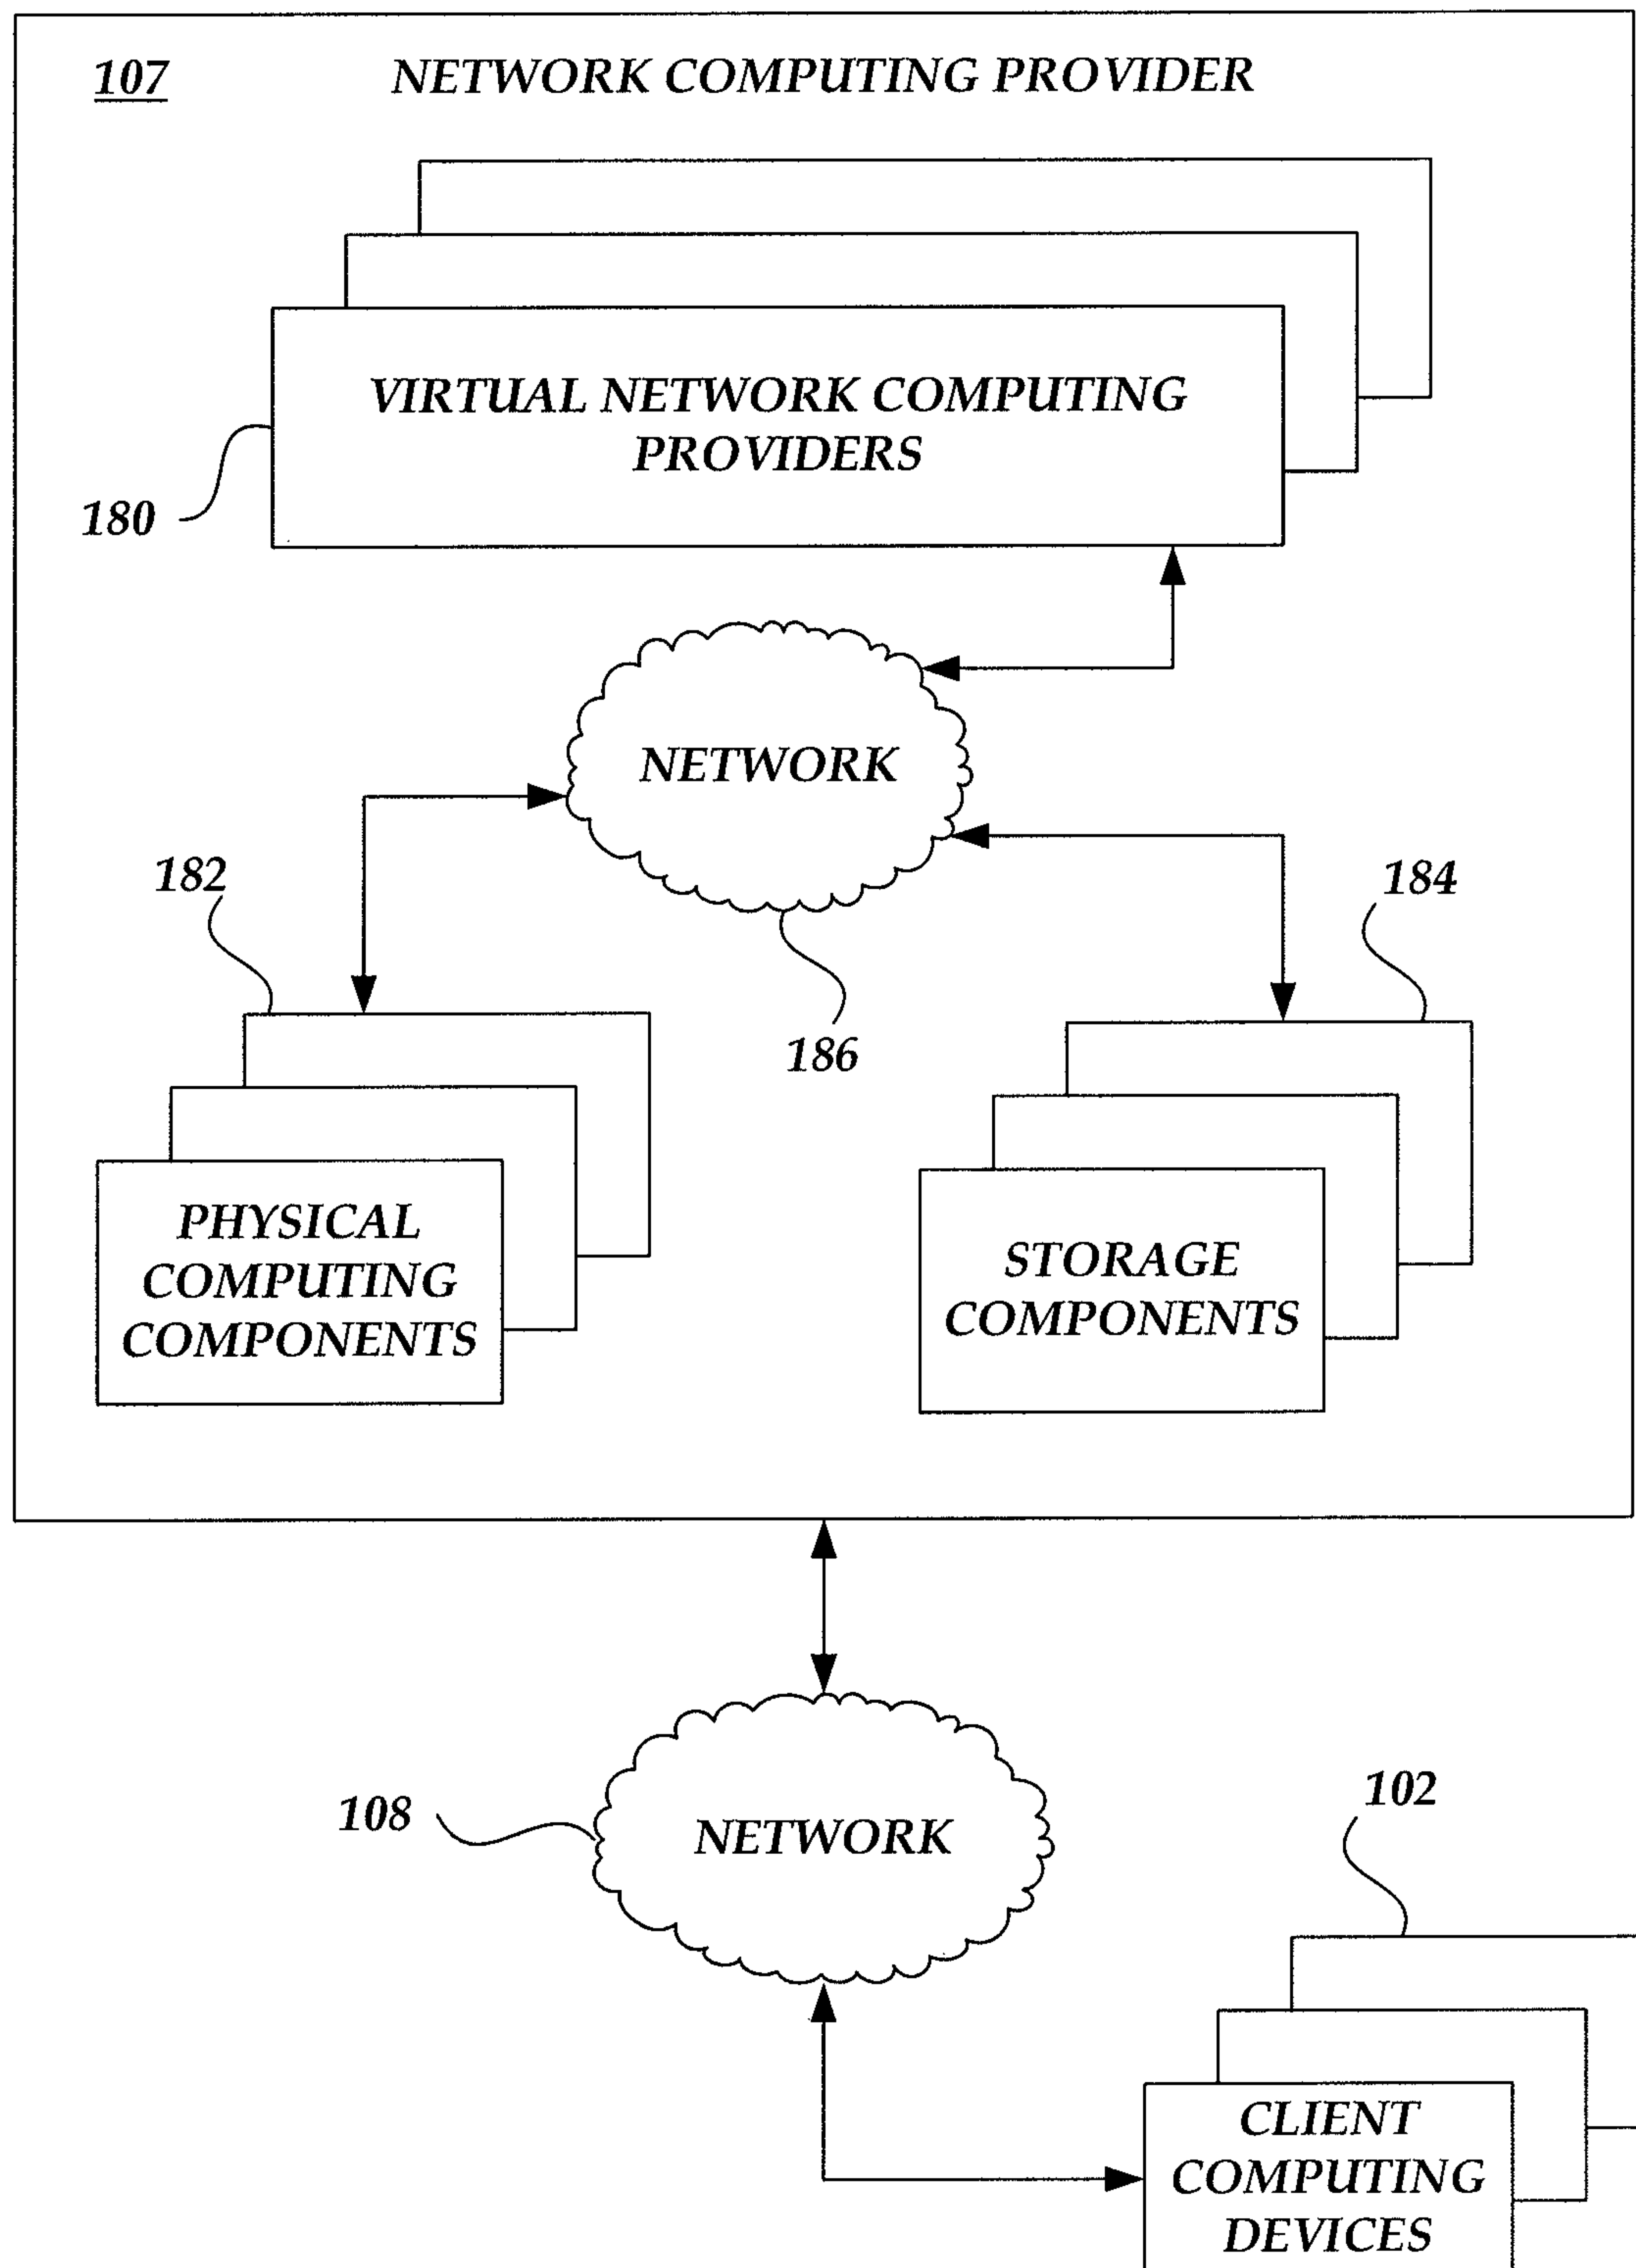 107 NETWORK COMPUTING PROVIDER
VIRTUAL NETWORK COMPUTING
PROVIDERS
180
NETWORK
182
184
186
PHYSICAL
COMPUTING
COMPONENTS
STORAGE
COMPONENTS
108
NETWORK
102
CLIENT
COMPUTING
DEVICES